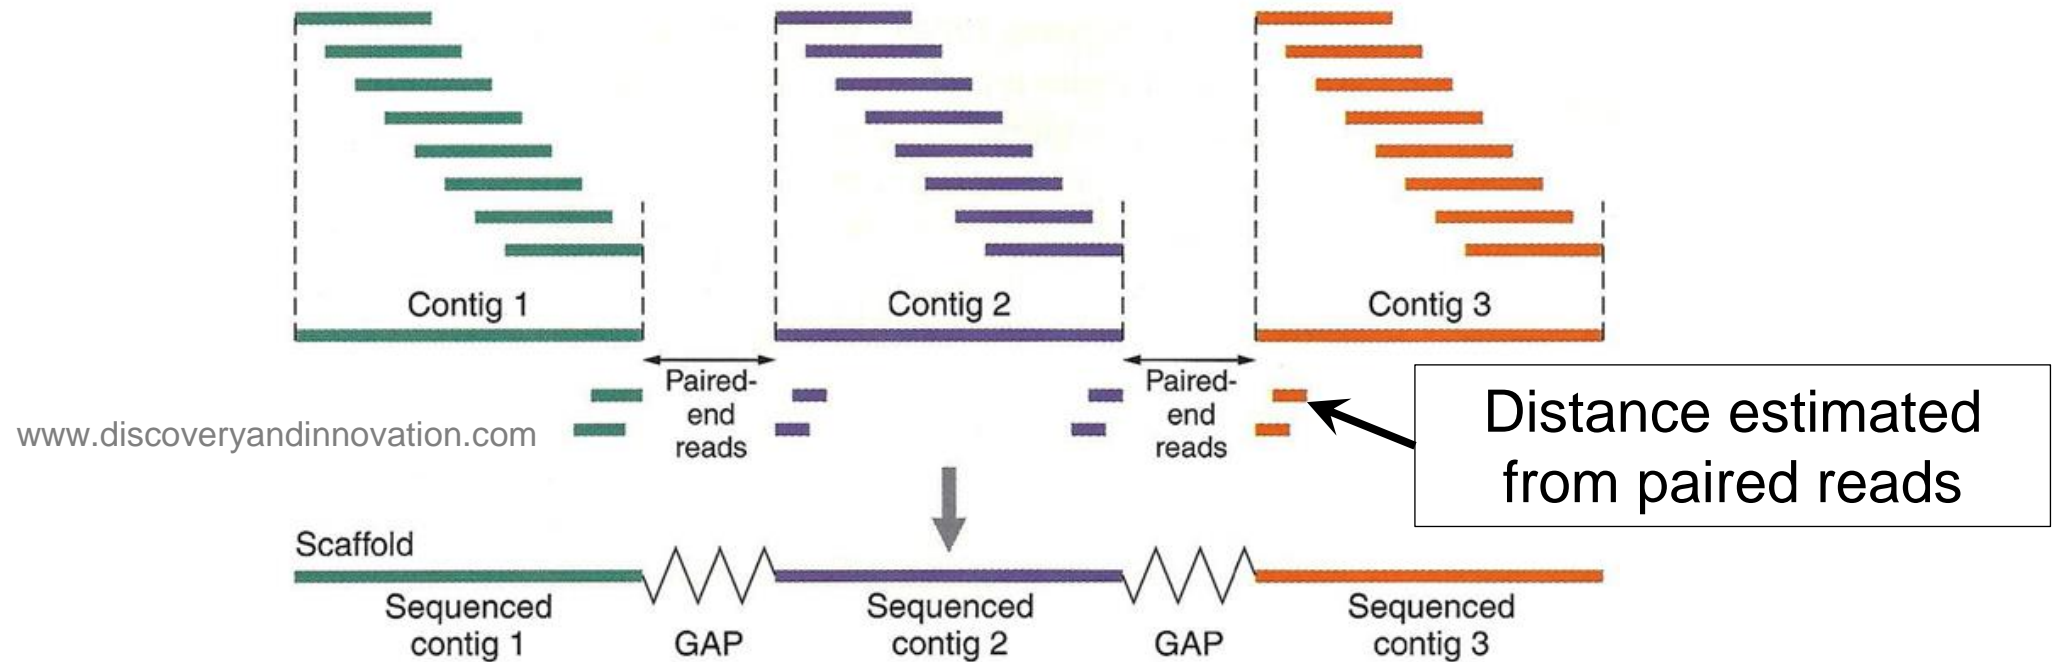 Contig 1
Contig 2
Contig 3
Paired-
end
reads
Paired-
end
reads
Distance estimated
from paired reads
www.discoveryandinnovation.com
Scaffold
Sequenced
contig 1
GAP
Sequenced
contig 2
GAP
Sequenced
contig 3